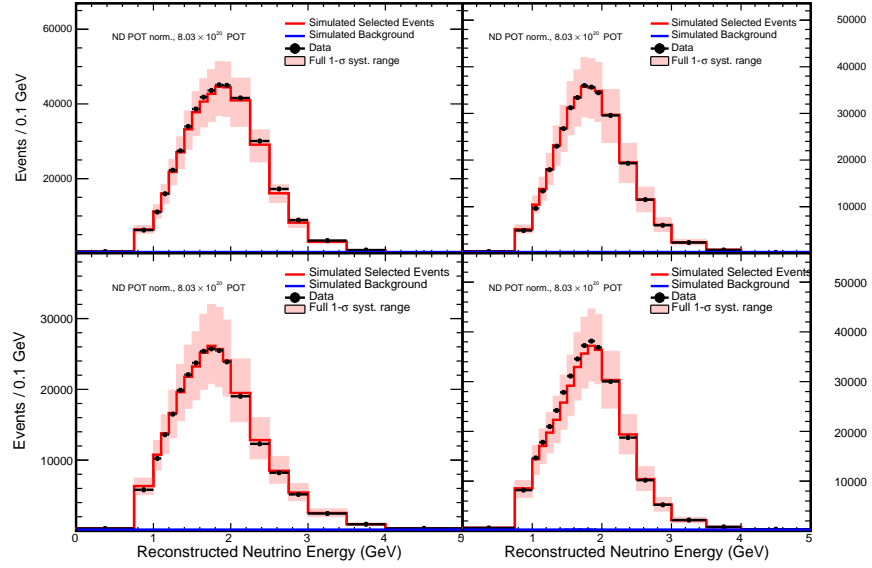 Simulated Selected Events
Simulated Background
Data
Full 1-σ syst. range
ND POT norm., 8.03 × 10²⁰ POT
Events / 0.1 GeV
60000
40000
20000
Simulated Selected Events
Simulated Background
Data
Full 1-σ syst. range
ND POT norm., 8.03 × 10²⁰ POT
50000
40000
30000
20000
10000
0
Simulated Selected Events
Simulated Background
Data
Full 1-σ syst. range
ND POT norm., 8.03 × 10²⁰ POT
Events / 0.1 GeV
30000
20000
10000
0 1 2 3 4 5
Reconstructed Neutrino Energy (GeV)
Simulated Selected Events
Simulated Background
Data
Full 1-σ syst. range
ND POT norm., 8.03 × 10²⁰ POT
50000
40000
30000
20000
10000
0
1 2 3 4 5
Reconstructed Neutrino Energy (GeV)